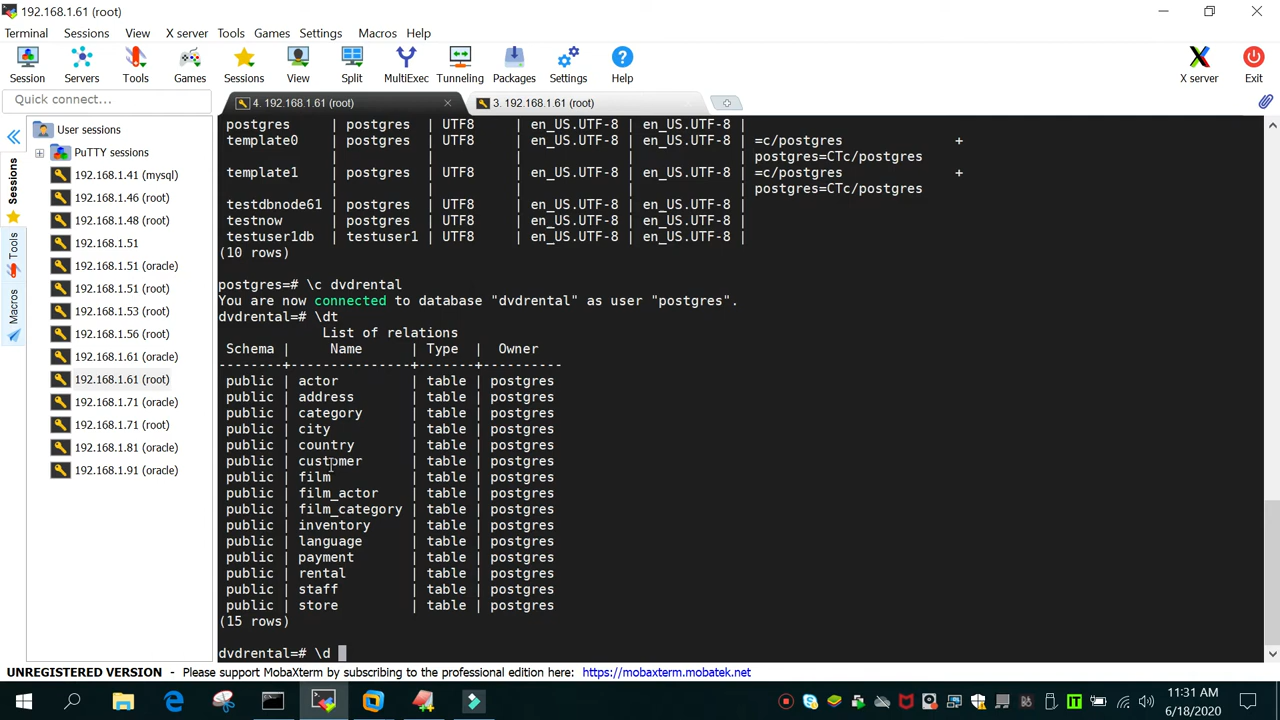 192.168.1.61 (root)
Terminal Sessions View X server Tools Games Settings Macros Help
Session Servers Tools Games Sessions View Split MultiExec Tunneling Packages Settings Help X server Exit
Quick connect...
4. 192.168.1.61 (root)
3. 192.168.1.61 (root)
User sessions
PuTTY sessions
192.168.1.41 (mysql)
192.168.1.46 (root)
192.168.1.48 (root)
192.168.1.51
192.168.1.51 (oracle)
192.168.1.51 (root)
192.168.1.53 (root)
192.168.1.56 (root)
192.168.1.61 (oracle)
192.168.1.61 (root)
192.168.1.71 (oracle)
192.168.1.71 (root)
192.168.1.81 (oracle)
192.168.1.91 (oracle)
Sessions
Tools
Macros
postgres | postgres | UTF8 | en_US.UTF-8 | en_US.UTF-8 |
template0 | postgres | UTF8 | en_US.UTF-8 | en_US.UTF-8 | =c/postgres +
| | | | | postgres=CTc/postgres
template1 | postgres | UTF8 | en_US.UTF-8 | en_US.UTF-8 | =c/postgres +
| | | | | postgres=CTc/postgres
testdbnode61 | postgres | UTF8 | en_US.UTF-8 | en_US.UTF-8 |
testnow | postgres | UTF8 | en_US.UTF-8 | en_US.UTF-8 |
testuser1db | testuser1 | UTF8 | en_US.UTF-8 | en_US.UTF-8 |
(10 rows)
postgres=# \c dvdrental
You are now connected to database "dvdrental" as user "postgres".
dvdrental=# \dt
List of relations
Schema | Name | Type | Owner
--------+---------------+-------+----------
public | actor | table | postgres
public | address | table | postgres
public | category | table | postgres
public | city | table | postgres
public | country | table | postgres
public | customer | table | postgres
public | film | table | postgres
public | film_actor | table | postgres
public | film_category | table | postgres
public | inventory | table | postgres
public | language | table | postgres
public | payment | table | postgres
public | rental | table | postgres
public | staff | table | postgres
public | store | table | postgres
(15 rows)
dvdrental=# \d
UNREGISTERED VERSION - Please support MobaXterm by subscribing to the professional edition here: https://mobaxterm.mobatek.net
11:31 AM
6/18/2020